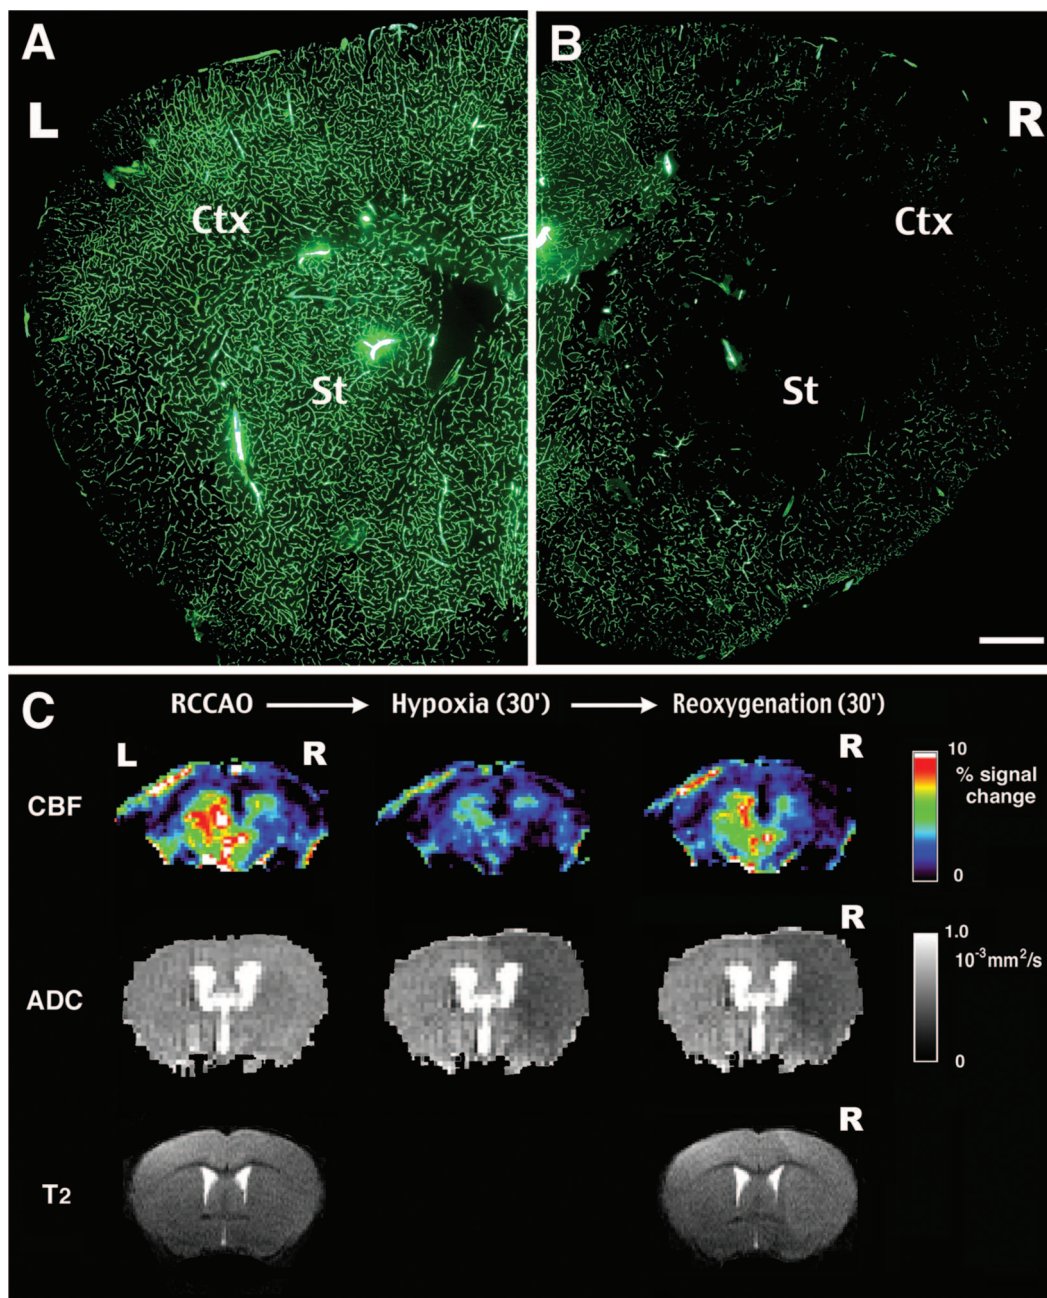 A
B
L
R
Ctx
Ctx
St
St
C
RCCAO
Hypoxia (30')
Reoxygenation (30')
L
R
R
10
% signal
change
CBF
0
R
1.0
10-3mm2/s
ADC
0
R
T2